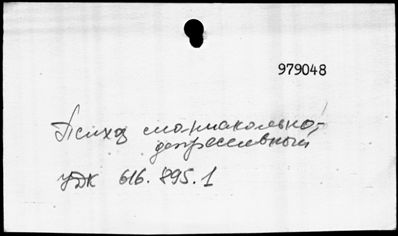 979048
Психоз маниакально-
депрессивный
УДК 616.895.1